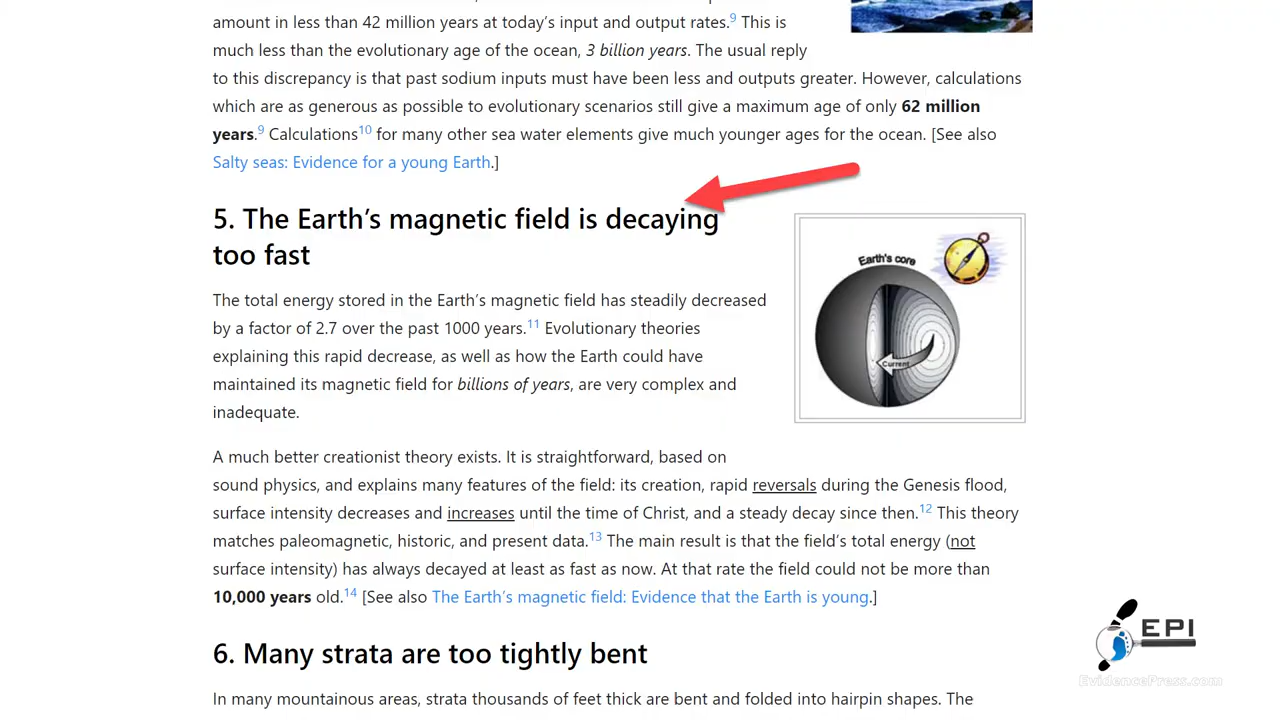 amount in less than 42 million years at today's input and output rates.9 This is
much less than the evolutionary age of the ocean, 3 billion years. The usual reply
to this discrepancy is that past sodium inputs must have been less and outputs greater. However, calculations
which are as generous as possible to evolutionary scenarios still give a maximum age of only 62 million
years.9 Calculations10 for many other sea water elements give much younger ages for the ocean. [See also
Salty seas: Evidence for a young Earth.]
5. The Earth's magnetic field is decaying
too fast
Earth's core
Current
The total energy stored in the Earth's magnetic field has steadily decreased
by a factor of 2.7 over the past 1000 years.11 Evolutionary theories
explaining this rapid decrease, as well as how the Earth could have
maintained its magnetic field for billions of years, are very complex and
inadequate.
A much better creationist theory exists. It is straightforward, based on
sound physics, and explains many features of the field: its creation, rapid reversals during the Genesis flood,
surface intensity decreases and increases until the time of Christ, and a steady decay since then.12 This theory
matches paleomagnetic, historic, and present data.13 The main result is that the field's total energy (not
surface intensity) has always decayed at least as fast as now. At that rate the field could not be more than
10,000 years old.14 [See also The Earth's magnetic field: Evidence that the Earth is young.]
6. Many strata are too tightly bent
In many mountainous areas, strata thousands of feet thick are bent and folded into hairpin shapes. The
EPI
EvidencePress.com